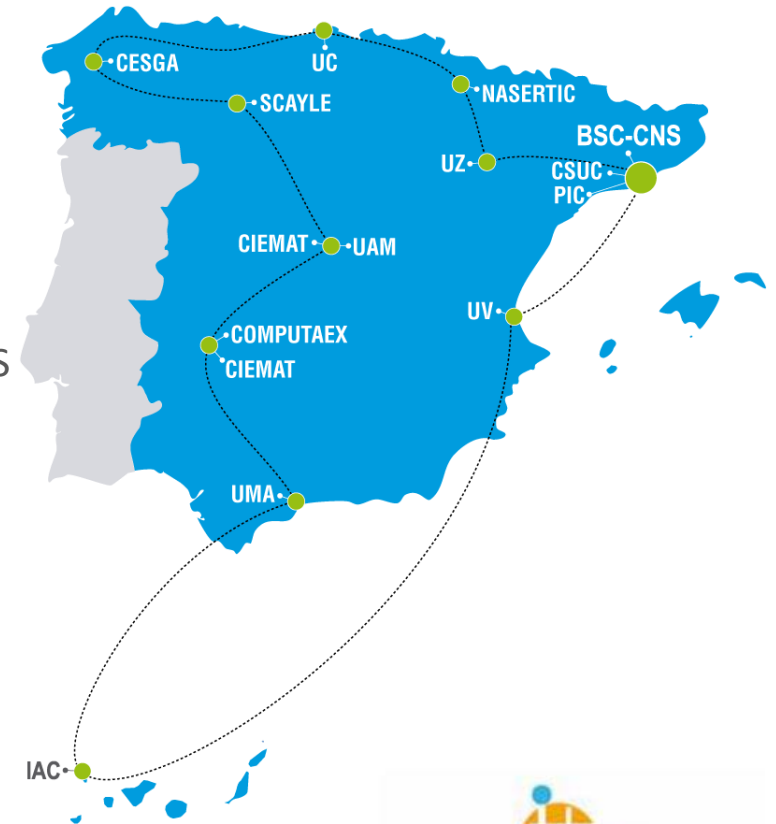 CESGA
UC
SCAYLE
NASERTIC
BSC-CNS
UZ
CSUC
PIC
CIEMAT
UAM
UV
COMPUTAEX
S
CIEMAT
UMA
IAC